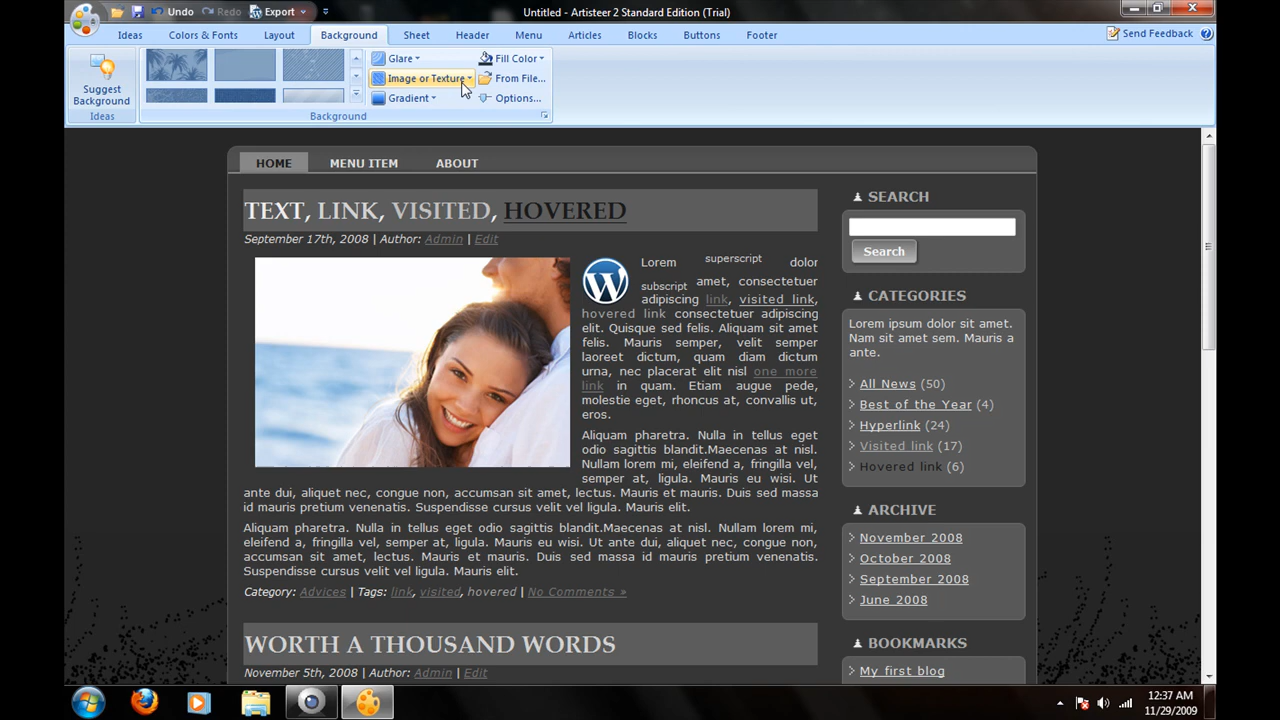 Undo Redo Export Untitled - Artisteer 2 Standard Edition (Trial)
Ideas Colors & Fonts Layout Background Sheet Header Menu Articles Blocks Buttons Footer Send Feedback
Suggest Background
Ideas
Glare
Image or Texture
Gradient
Fill Color
From File...
Options...
Background
HOME MENU ITEM ABOUT
TEXT, LINK, VISITED, HOVERED
September 17th, 2008 | Author: Admin | Edit
Lorem superscript dolor
subscript amet, consectetuer
adipiscing link, visited link,
hovered link consectetuer adipiscing
elit. Quisque sed felis. Aliquam sit amet
felis. Mauris semper, velit semper
laoreet dictum, quam diam dictum
urna, nec placerat elit nisl one more
link in quam. Etiam augue pede,
molestie eget, rhoncus at, convallis ut,
eros.
Aliquam pharetra. Nulla in tellus eget
odio sagittis blandit.Maecenas at nisl.
Nullam lorem mi, eleifend a, fringilla vel,
semper at, ligula. Mauris eu wisi. Ut
ante dui, aliquet nec, congue non, accumsan sit amet, lectus. Mauris et mauris. Duis sed massa
id mauris pretium venenatis. Suspendisse cursus velit vel ligula. Mauris elit.
Aliquam pharetra. Nulla in tellus eget odio sagittis blandit.Maecenas at nisl. Nullam lorem mi,
eleifend a, fringilla vel, semper at, ligula. Mauris eu wisi. Ut ante dui, aliquet nec, congue non,
accumsan sit amet, lectus. Mauris et mauris. Duis sed massa id mauris pretium venenatis.
Suspendisse cursus velit vel ligula. Mauris elit.
Category: Advices | Tags: link, visited, hovered | No Comments »
WORTH A THOUSAND WORDS
November 5th, 2008 | Author: Admin | Edit
SEARCH
Search
CATEGORIES
Lorem ipsum dolor sit amet.
Nam sit amet sem. Mauris a
ante.
All News (50)
Best of the Year (4)
Hyperlink (24)
Visited link (17)
Hovered link (6)
ARCHIVE
November 2008
October 2008
September 2008
June 2008
BOOKMARKS
My first blog
12:37 AM
11/29/2009